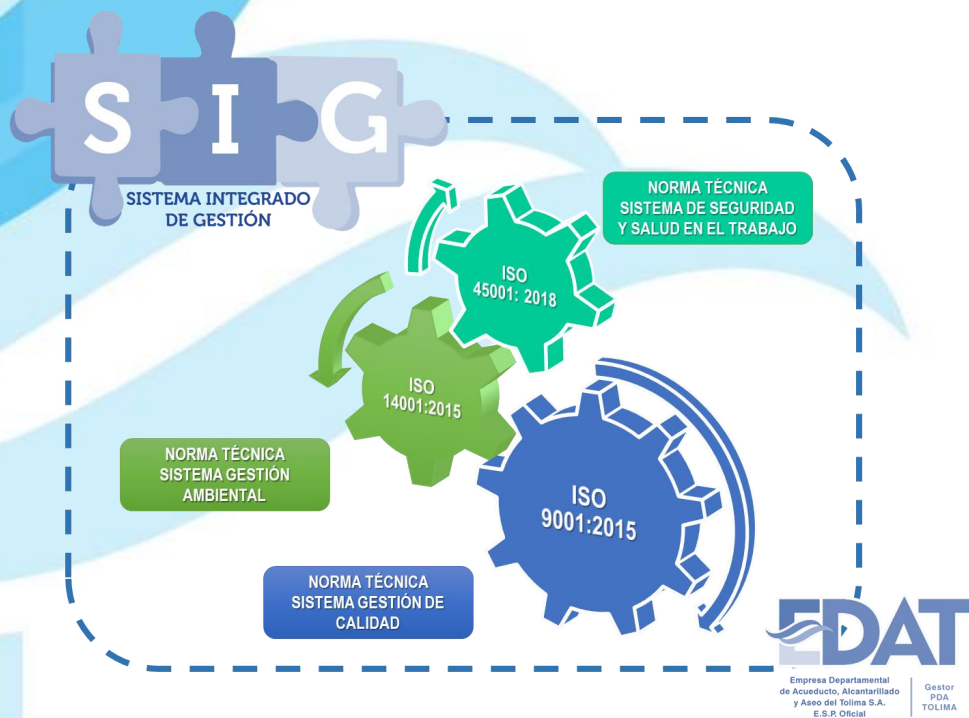 SIG
SISTEMA INTEGRADO
DE GESTIÓN
NORMA TÉCNICA
SISTEMA DE SEGURIDAD
Y SALUD EN EL TRABAJO
ISO
45001: 2018
ISO
14001:2015
NORMA TÉCNICA
SISTEMA GESTIÓN
AMBIENTAL
ISO
9001:2015
NORMA TÉCNICA
SISTEMA GESTIÓN DE
CALIDAD
EDAT
Empresa Departamental
de Acueducto, Alcantarillado
y Aseo del Tolima S.A.
E.S.P. Oficial
Gestor
PDA
TOLIMA